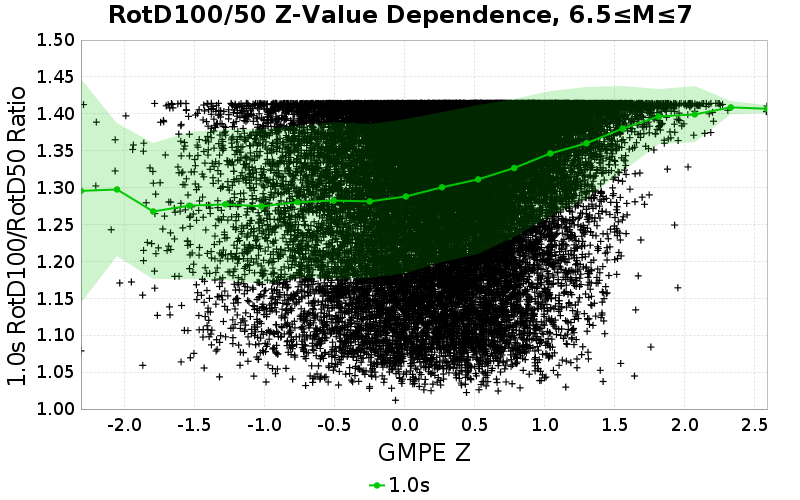 RotD100/50 Z-Value Dependence, 6.5≤M≤7
1.0s RotD100/RotD50 Ratio
1.50
1.45
1.40
1.35
1.30
1.25
1.20
1.15
1.10
1.05
1.00
-2.0 -1.5 -1.0 -0.5 0.0 0.5 1.0 1.5 2.0 2.5
GMPE Z
1.0s